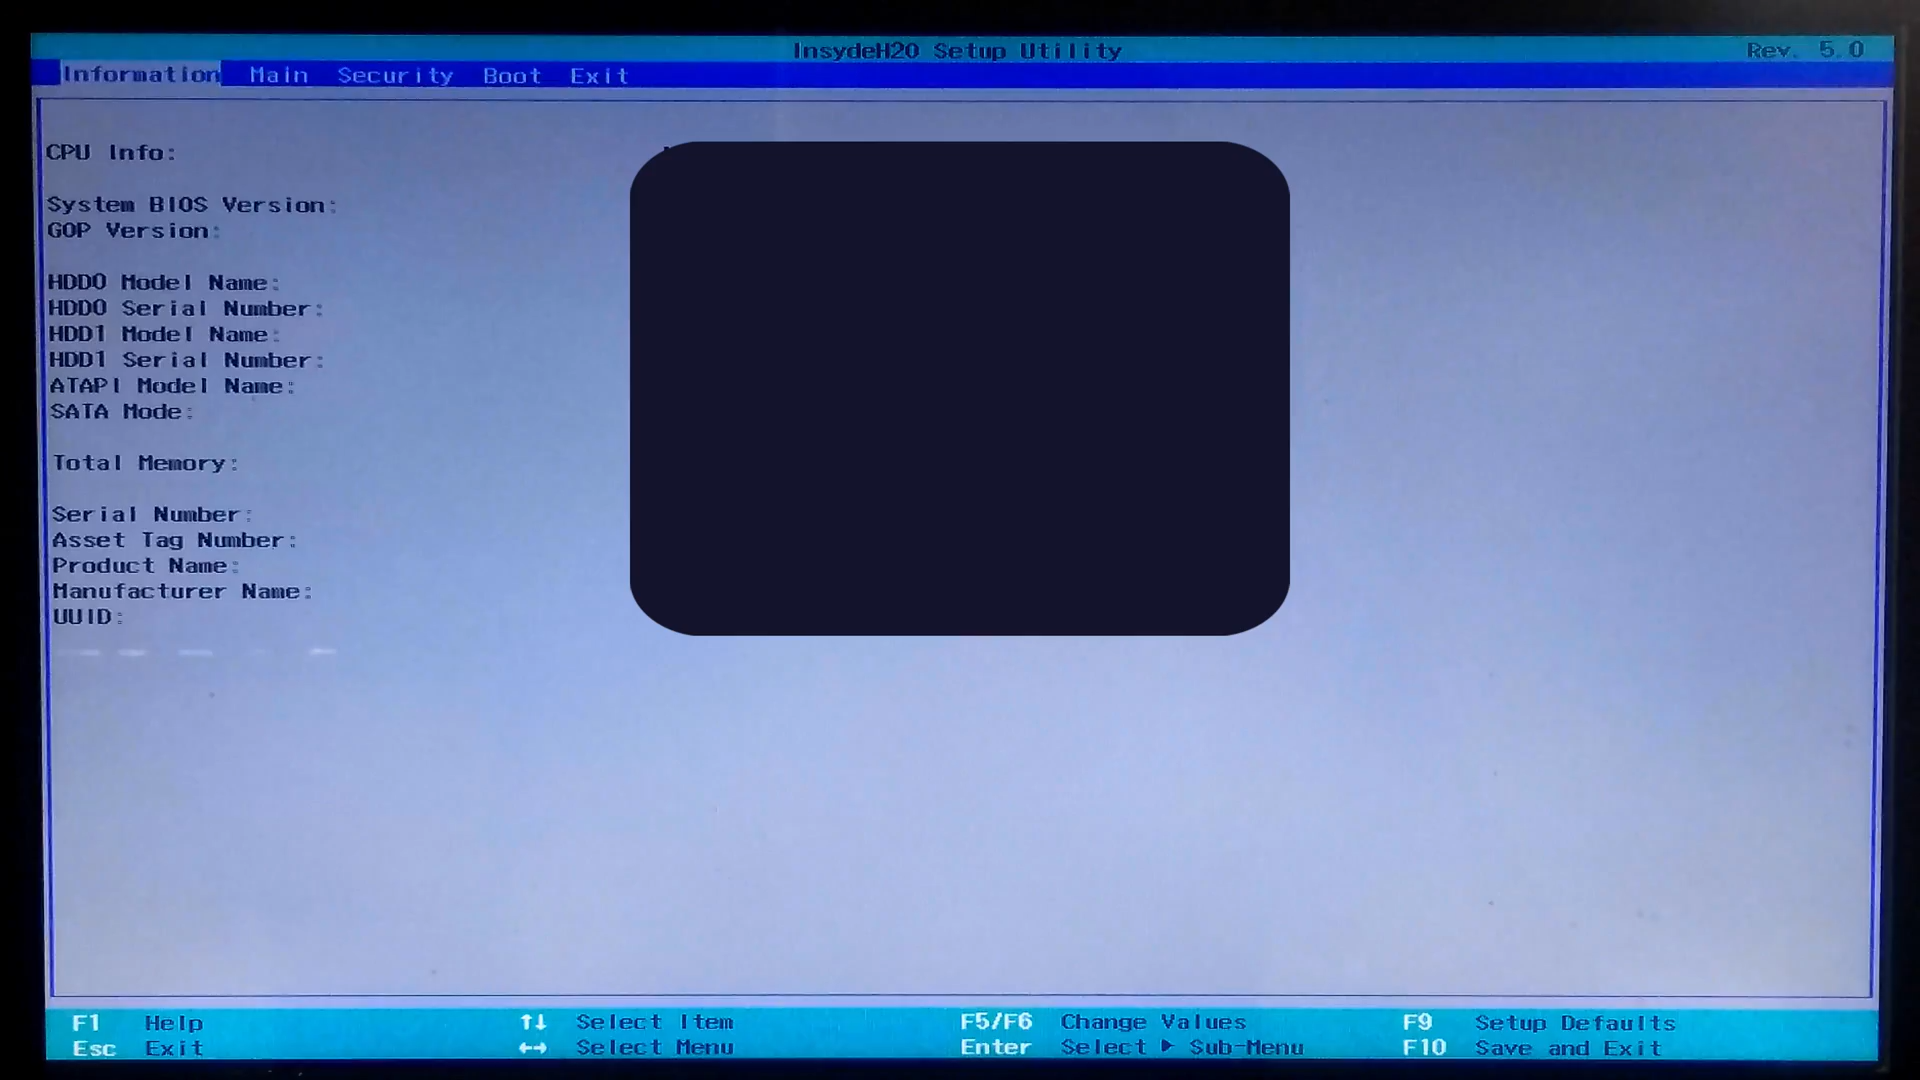 InsydeH20 Setup Utility Rev. 5.0
Information Main Security Boot Exit
CPU Info:
System BIOS Version:
GOP Version:
HDD0 Model Name:
HDD0 Serial Number:
HDD1 Model Name:
HDD1 Serial Number:
ATAPI Model Name:
SATA Mode:
Total Memory:
Serial Number:
Asset Tag Number:
Product Name:
Manufacturer Name:
UUID:
F1 Help ↑↓ Select Item F5/F6 Change Values F9 Setup Defaults
Esc Exit ←→ Select Menu Enter Select ▶ Sub-Menu F10 Save and Exit